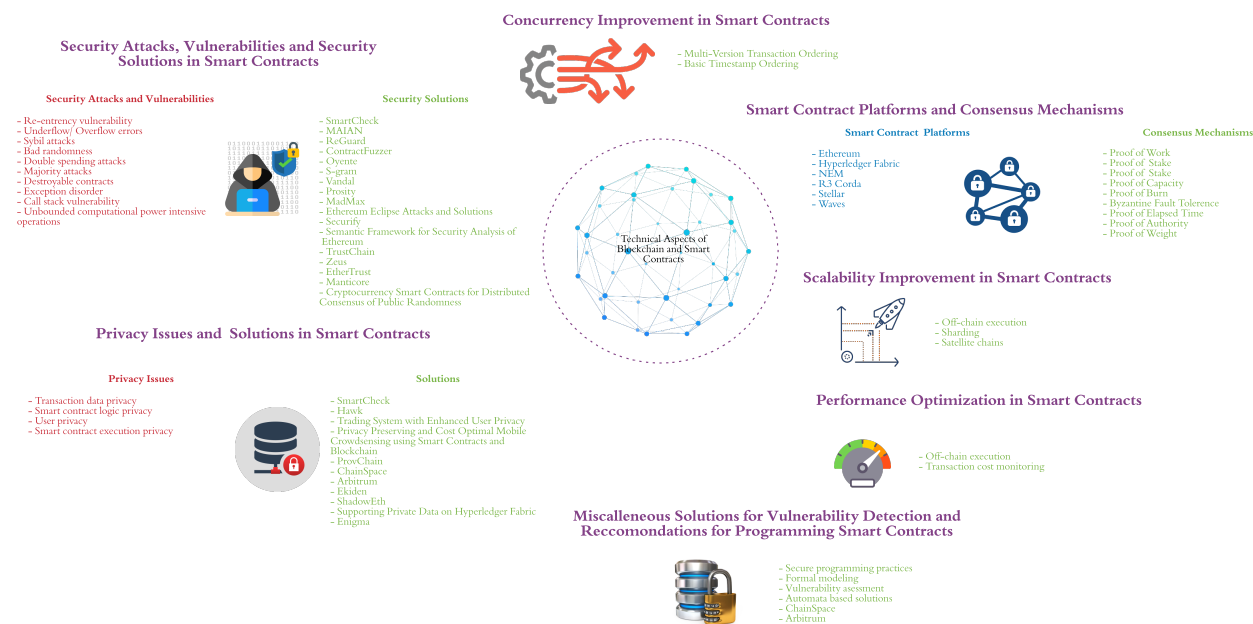 Concurrency Improvement in Smart Contracts
- Multi-Version Transaction Ordering
- Basic Timestamp Ordering
Security Attacks, Vulnerabilities and Security
Solutions in Smart Contracts
Security Attacks and Vulnerabilities
- Re-entrency vulnerability
- Underflow/ Overflow errors
- Sybil attacks
- Bad randomness
- Double spending attacks
- Majority attacks
- Destroyable contracts
- Exception disorder
- Call stack vulnerability
- Unbounded computational power intensive
operations
Security Solutions
- SmartCheck
- MAIAN
- ReGuard
- ContractFuzzer
- Oyente
- S-gram
- Vandal
- Prosity
- MadMax
- Ethereum Eclipse Attacks and Solutions
- Securify
- Semantic Framework for Security Analysis of
Ethereum
- TrustChain
- Zeus
- EtherTrust
- Manticore
- Cryptocurrency Smart Contracts for Distributed
Consensus of Public Randomness
Technical Aspects of
Blockchain and Smart
Contracts
Smart Contract Platforms and Consensus Mechanisms
Smart Contract Platforms
- Ethereum
- Hyperledger Fabric
- NEM
- R3 Corda
- Stellar
- Waves
Consensus Mechanisms
- Proof of Work
- Proof of Stake
- Proof of Stake
- Proof of Capacity
- Proof of Burn
- Byzantine Fault Tolerence
- Proof of Elapsed Time
- Proof of Authority
- Proof of Weight
Scalability Improvement in Smart Contracts
- Off-chain execution
- Sharding
- Satellite chains
Privacy Issues and Solutions in Smart Contracts
Privacy Issues
- Transaction data privacy
- Smart contract logic privacy
- User privacy
- Smart contract execution privacy
Solutions
- SmartCheck
- Hawk
- Trading System with Enhanced User Privacy
- Privacy Preserving and Cost Optimal Mobile
Crowdsensing using Smart Contracts and
Blockchain
- ProvChain
- ChainSpace
- Arbitrum
- Ekiden
- ShadowEth
- Supporting Private Data on Hyperledger Fabric
- Enigma
Performance Optimization in Smart Contracts
- Off-chain execution
- Transaction cost monitoring
Miscalleneous Solutions for Vulnerability Detection and
Reccomondations for Programming Smart Contracts
- Secure programming practices
- Formal modeling
- Vulnerability asessment
- Automata based solutions
- ChainSpace
- Arbitrum